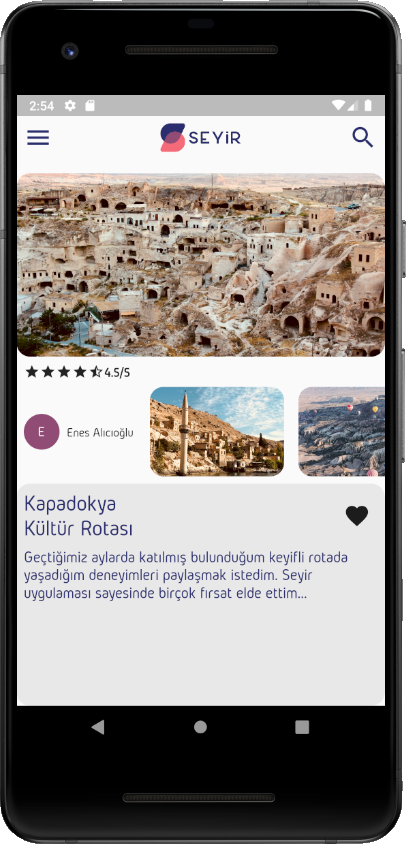 2:54
SEYİR
4.5/5
E
Enes Alıcıoğlu
Kapadokya
Kültür Rotası
Geçtiğimiz aylarda katılmış bulunduğum keyifli rotada
yaşadığım deneyimleri paylaşmak istedim. Seyir
uygulaması sayesinde birçok fırsat elde ettim...